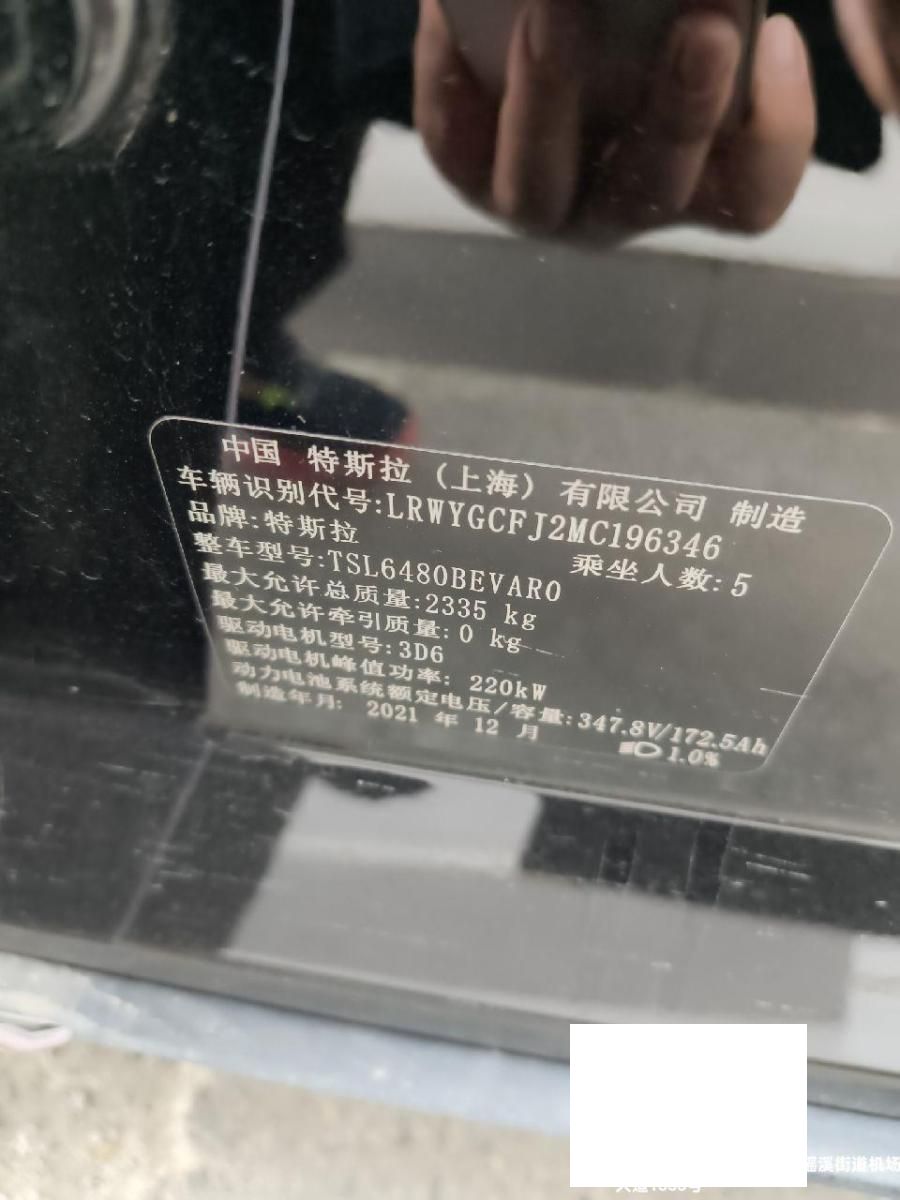 中国 特斯拉 (上海) 有限公司 制造
车辆识别代号:LRWYGCFJ2MC196346
品牌:特斯拉 乘坐人数:5
整车型号:TSL6480BEVAR0
最大允许总质量:2335 kg
最大允许牵引质量:0 kg
驱动电机型号:3D6
驱动电机峰值功率: 220kW
动力电池系统额定电压/容量:347.8V/172.5Ah
制造年月: 2021 年 12 月 1.0%
溪街道机场